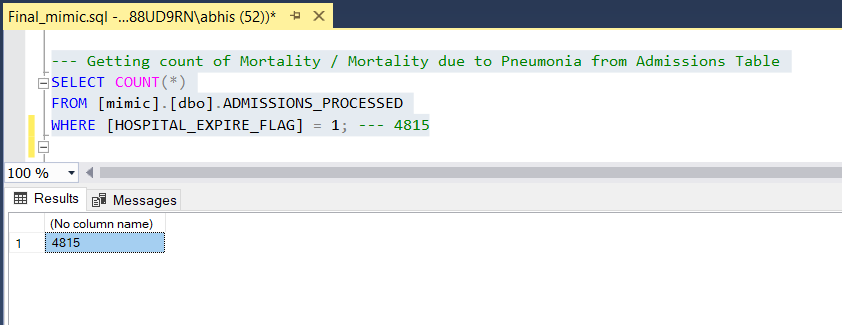 Final_mimic.sql -...88UD9RN\abhis (52))*
--- Getting count of Mortality / Mortality due to Pneumonia from Admissions Table
SELECT COUNT(*)
FROM [mimic].[dbo].ADMISSIONS_PROCESSED
WHERE [HOSPITAL_EXPIRE_FLAG] = 1; --- 4815
100 %
Results Messages
(No column name)
1 4815